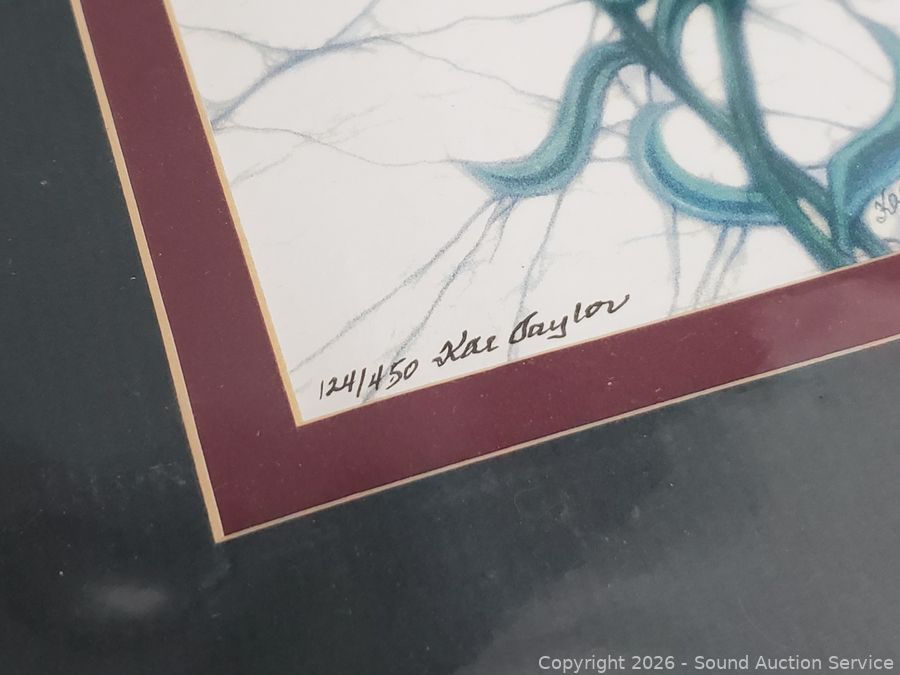 124/450 Kae Taylor
Copyright © 2026 - Sound Auction Service